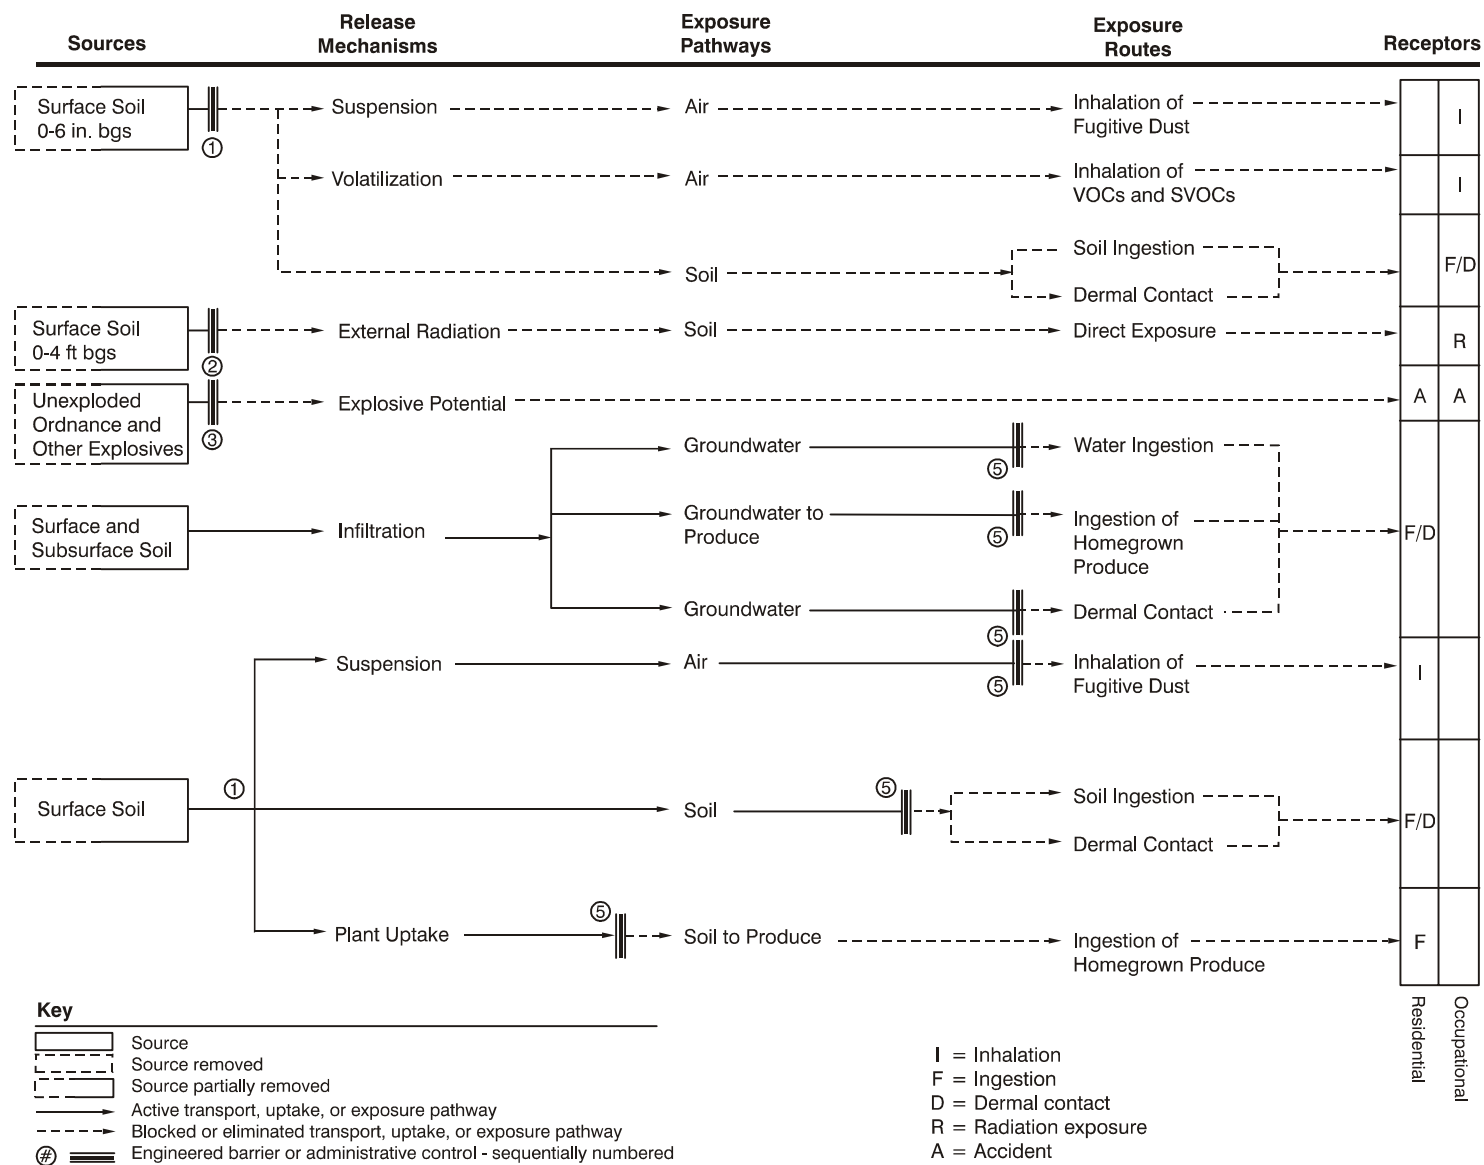 Sources
Release
Mechanisms
Exposure
Pathways
Exposure
Routes
Receptors
Surface Soil
0-6 in. bgs
1
Suspension
Air
Inhalation of
Fugitive Dust
I
Volatilization
Air
Inhalation of
VOCs and SVOCs
I
Soil
Soil Ingestion
Dermal Contact
F/D
Surface Soil
0-4 ft bgs
2
External Radiation
Soil
Direct Exposure
R
Unexploded
Ordnance and
Other Explosives
3
Explosive Potential
A
A
Surface and
Subsurface Soil
Infiltration
Groundwater
5
Water Ingestion
Groundwater to
Produce
5
Ingestion of
Homegrown
Produce
F/D
Groundwater
5
Dermal Contact
Suspension
Air
5
Inhalation of
Fugitive Dust
I
Surface Soil
1
Soil
5
Soil Ingestion
Dermal Contact
F/D
Plant Uptake
5
Soil to Produce
Ingestion of
Homegrown Produce
F
Residential
Occupational
Key
Source
Source removed
Source partially removed
Active transport, uptake, or exposure pathway
Blocked or eliminated transport, uptake, or exposure pathway
# Engineered barrier or administrative control - sequentially numbered
I = Inhalation
F = Ingestion
D = Dermal contact
R = Radiation exposure
A = Accident